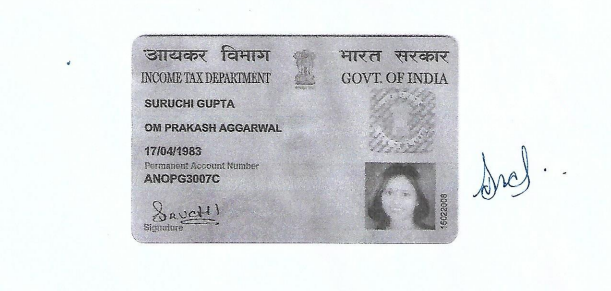 आयकर विभाग भारत सरकार
INCOME TAX DEPARTMENT GOVT. OF INDIA
SURUCHI GUPTA
OM PRAKASH AGGARWAL
17/04/1983
Permanent Account Number
ANOPG3007C
Suruchi
Signature
15022008